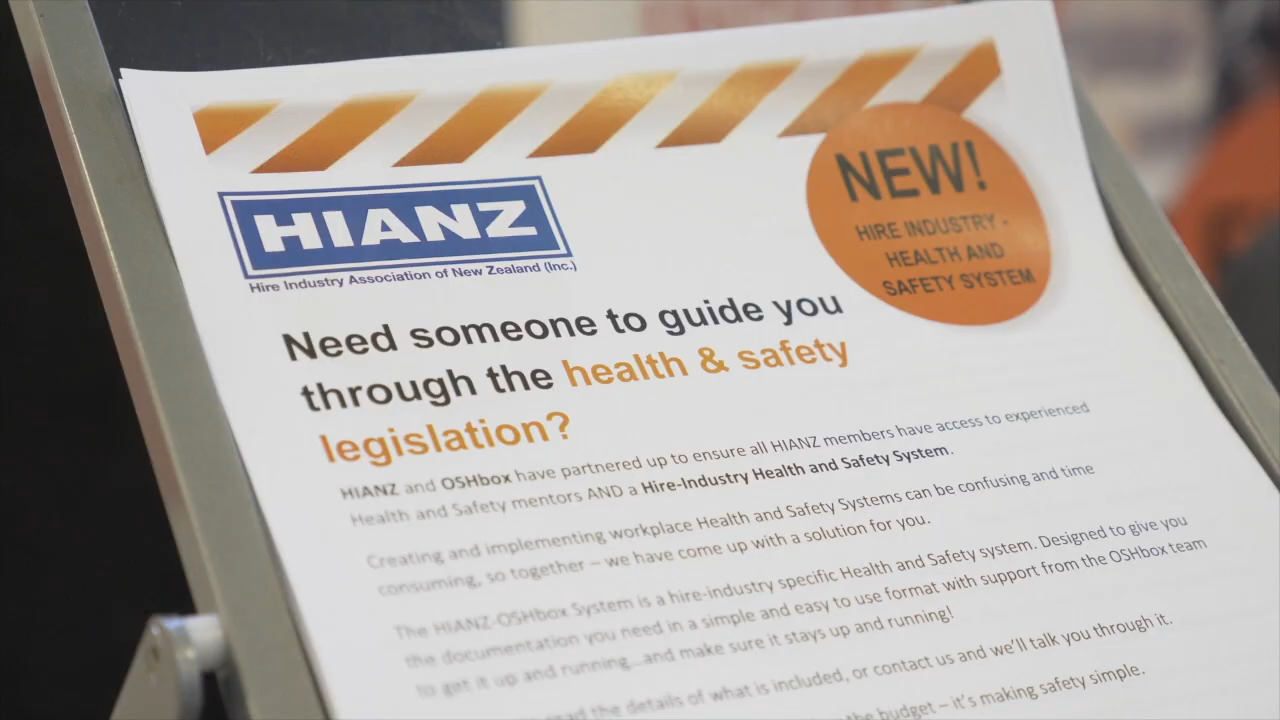 HIANZ
Hire Industry Association of New Zealand (Inc.)
NEW!
HIRE INDUSTRY -
HEALTH AND
SAFETY SYSTEM
Need someone to guide you
through the health & safety
legislation?
HIANZ and OSHbox have partnered up to ensure all HIANZ members have access to experienced
Health and Safety mentors AND a Hire-Industry Health and Safety System.
Creating and implementing workplace Health and Safety Systems can be confusing and time
consuming, so together – we have come up with a solution for you.
The HIANZ-OSHbox System is a hire-industry specific Health and Safety system. Designed to give you
the documentation you need in a simple and easy to use format with support from the OSHbox team
to get it up and running...and make sure it stays up and running!
read the details of what is included, or contact us and we'll talk you through it.
the budget – it's making safety simple.